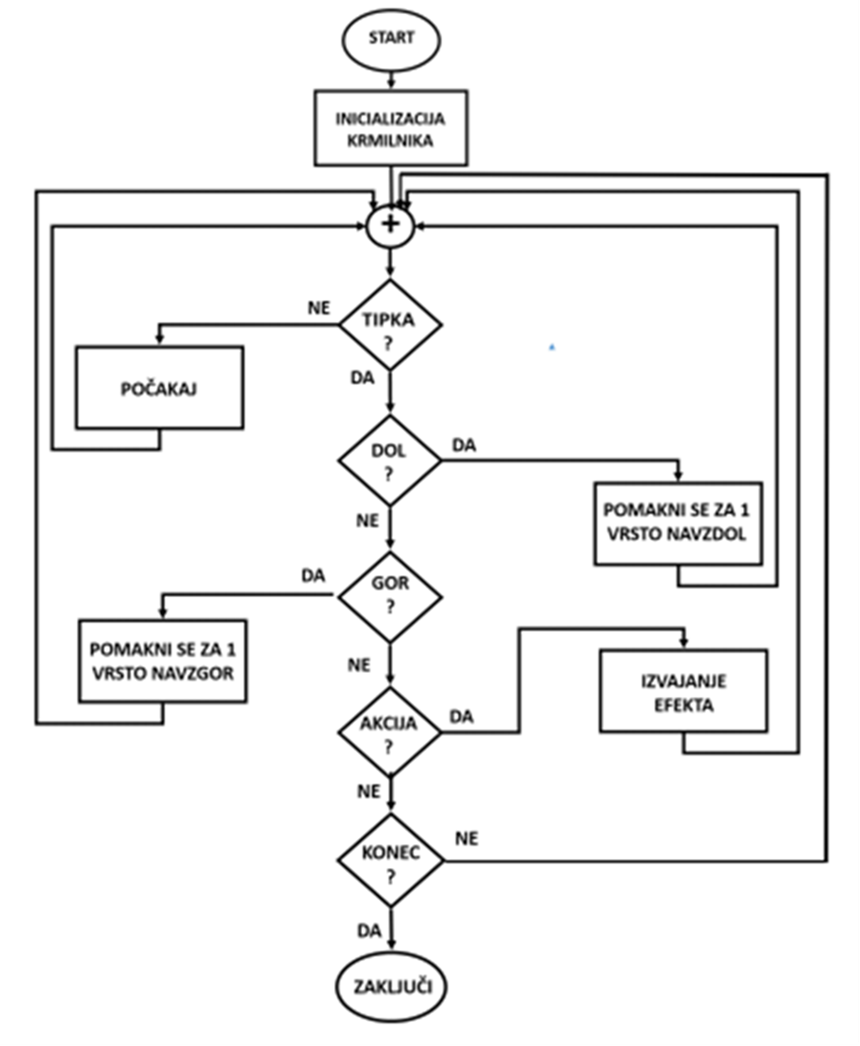 START
INICIALIZACIJA
KRMILNIKA
+
NE
TIPKA
?
POČAKAJ
DA
DOL
?
DA
POMAKNI SE ZA 1
VRSTO NAVZDOL
NE
DA
GOR
?
POMAKNI SE ZA 1
VRSTO NAVZGOR
NE
IZVAJANJE
EFEKTA
AKCIJA
?
DA
NE
KONEC
?
NE
DA
ZAKLJUČI